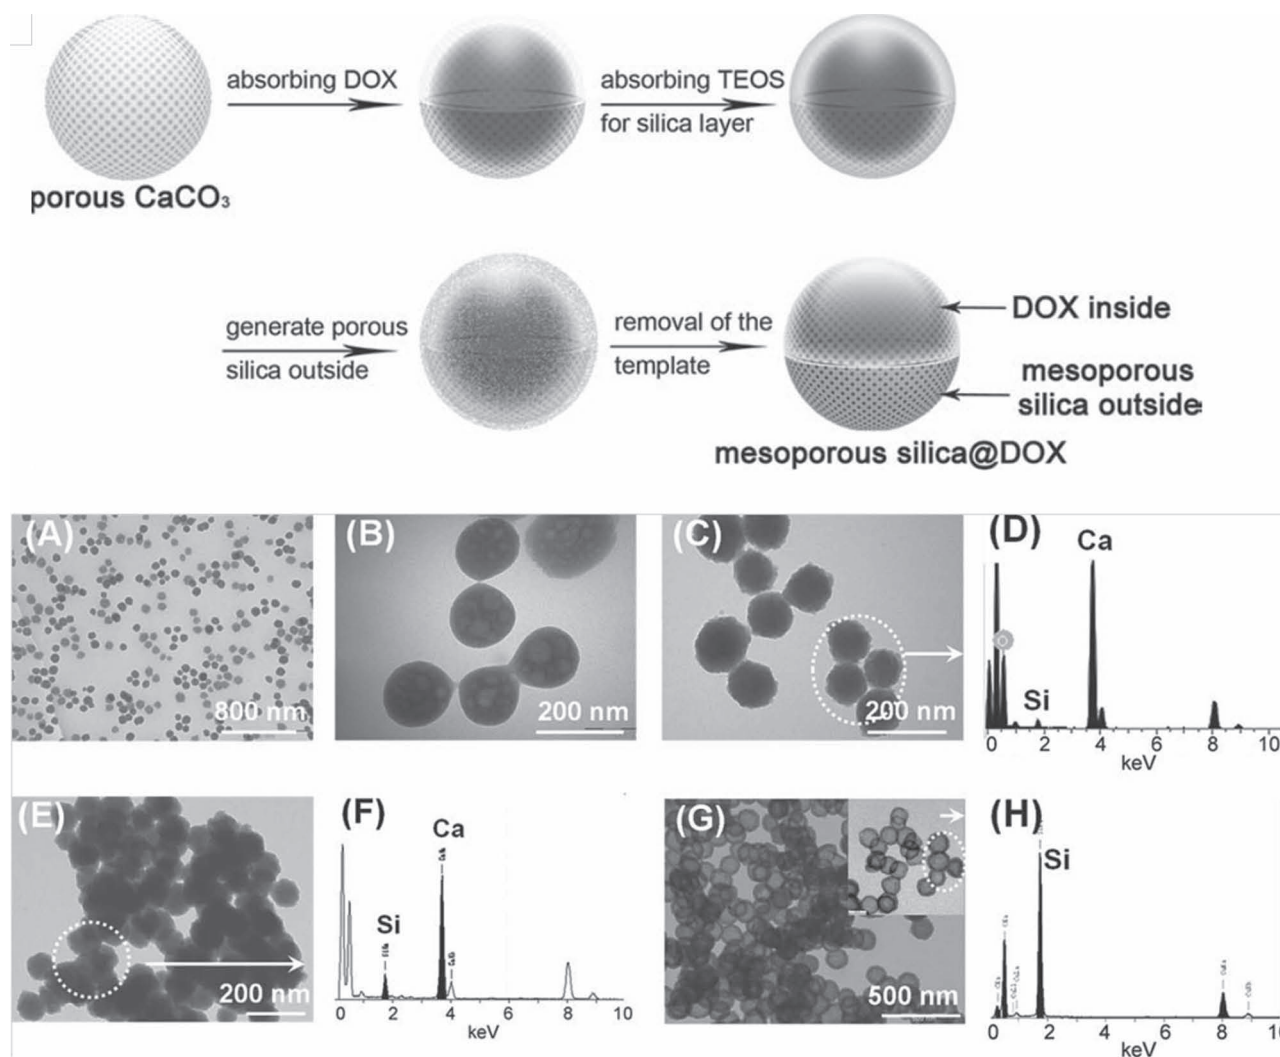 absorbing DOX
absorbing TEOS
for silica layer
porous CaCO₃
generate porous
silica outside
removal of the
template
DOX inside
mesoporous
silica outside
mesoporous silica@DOX
(A)
800 nm
(B)
200 nm
(C)
200 nm
(D)
Ca
Si
0 2 4 6 8 10
keV
(E)
200 nm
(F)
Ca
Si
0 2 4 6 8 10
keV
(G)
500 nm
(H)
Si
0 2 4 6 8
keV